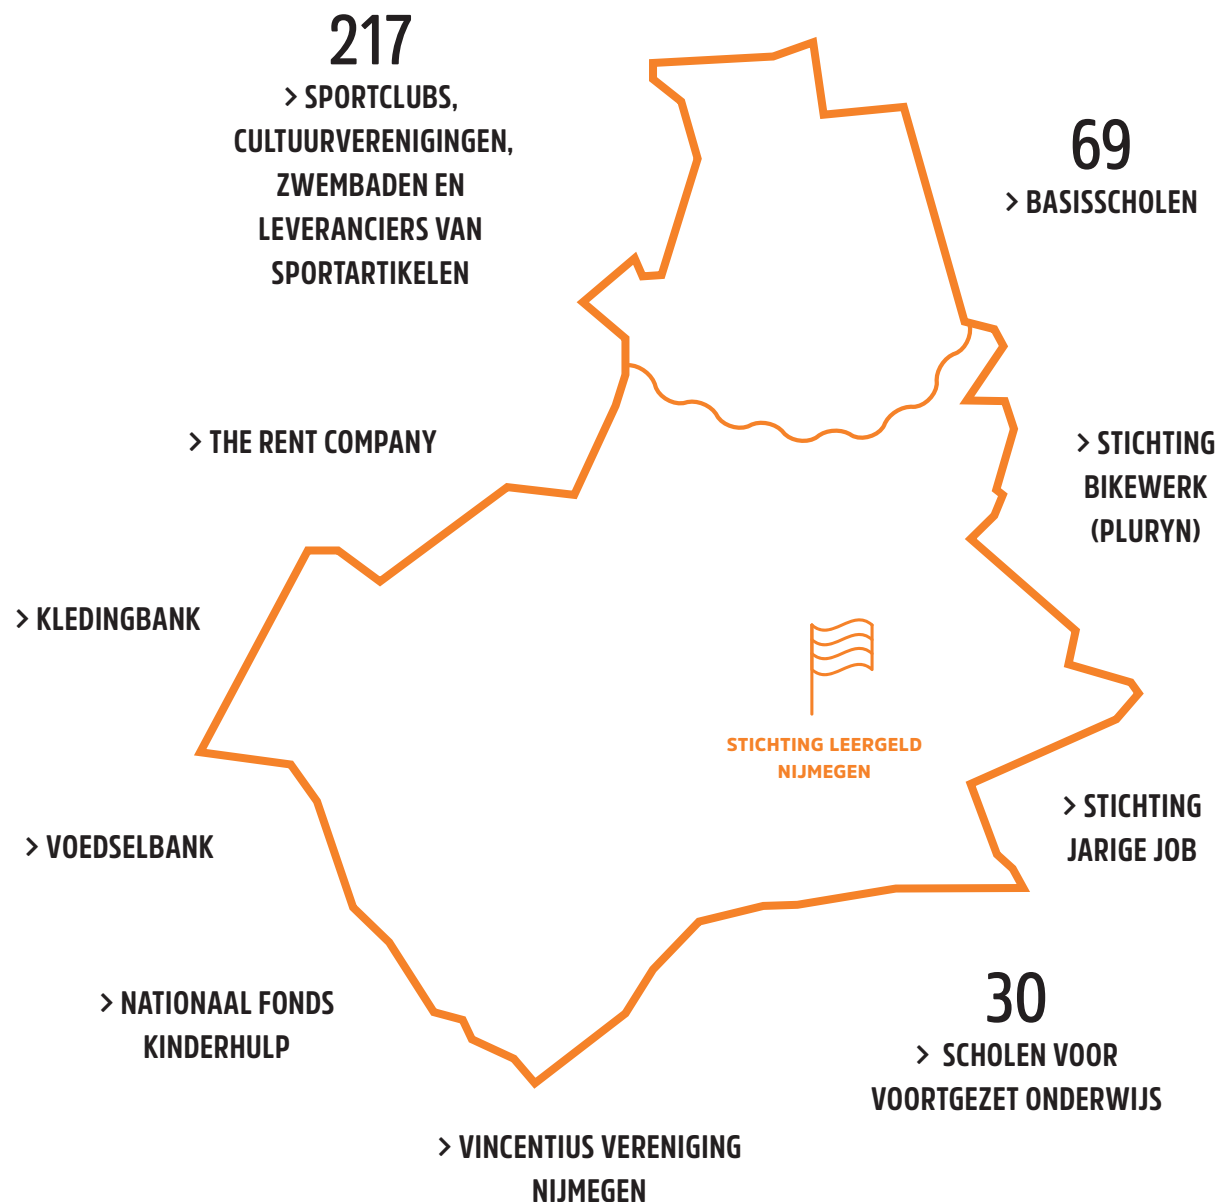 217
> SPORTCLUBS,
CULTUURVERENIGINGEN,
ZWEMBADEN EN
LEVERANCIERS VAN
SPORTARTIKELEN
69
> BASISSCHOLEN
> THE RENT COMPANY
> STICHTING
BIKEWERK
(PLURYN)
> KLEDINGBANK
STICHTING LEERGELD
NIJMEGEN
> STICHTING
JARIGE JOB
> VOEDSELBANK
> NATIONAAL FONDS
KINDERHULP
30
> SCHOLEN VOOR
VOORTGEZET ONDERWIJS
> VINCENTIUS VERENIGING
NIJMEGEN